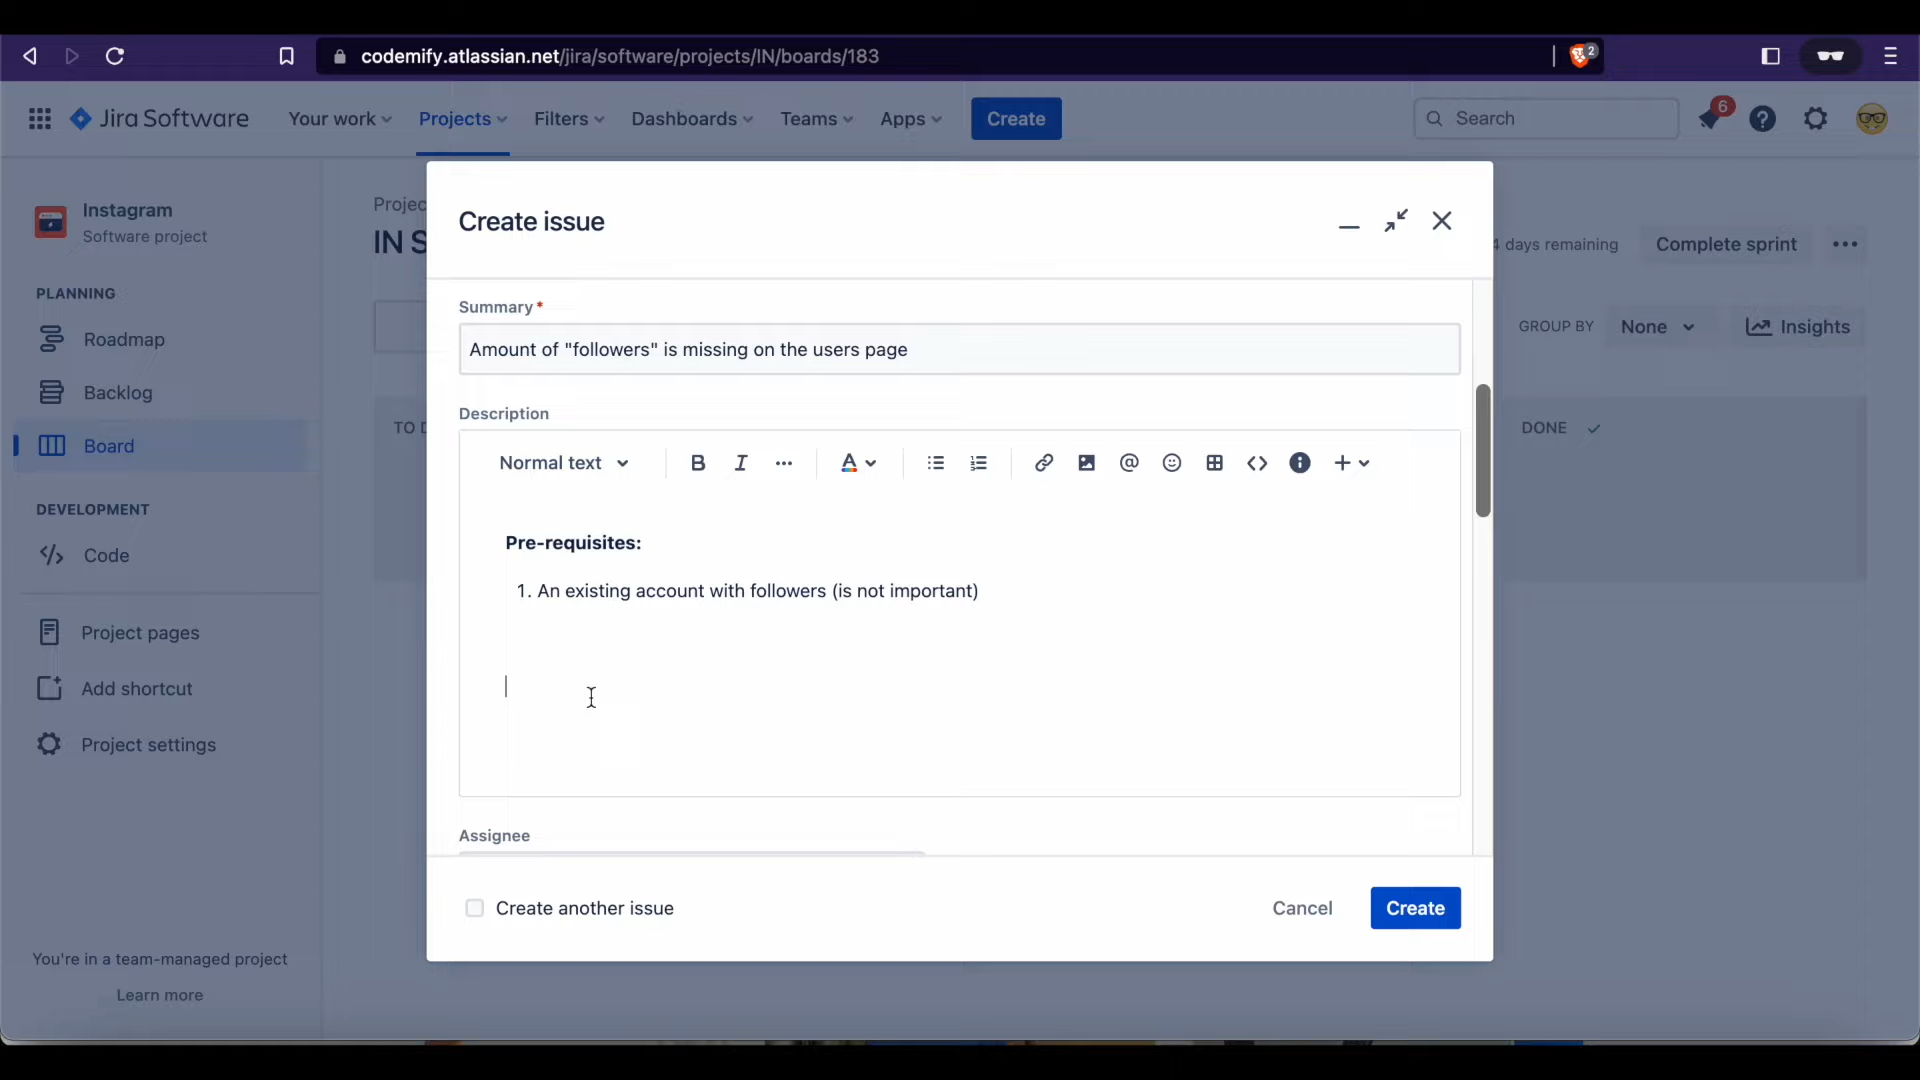 codemify.atlassian.net/jira/software/projects/IN/boards/183
2
Jira Software
Your work
Projects
Filters
Dashboards
Teams
Apps
Create
Search
6
Instagram
Software project
PLANNING
Roadmap
Backlog
Board
DEVELOPMENT
Code
Project pages
Add shortcut
Project settings
You're in a team-managed project
Learn more
Projec
IN S
TO D
days remaining
Complete sprint
GROUP BY
None
Insights
DONE
Create issue
Summary *
Amount of "followers" is missing on the users page
Description
Normal text
B
I
A
Pre-requisites:
1. An existing account with followers (is not important)
Assignee
Create another issue
Cancel
Create